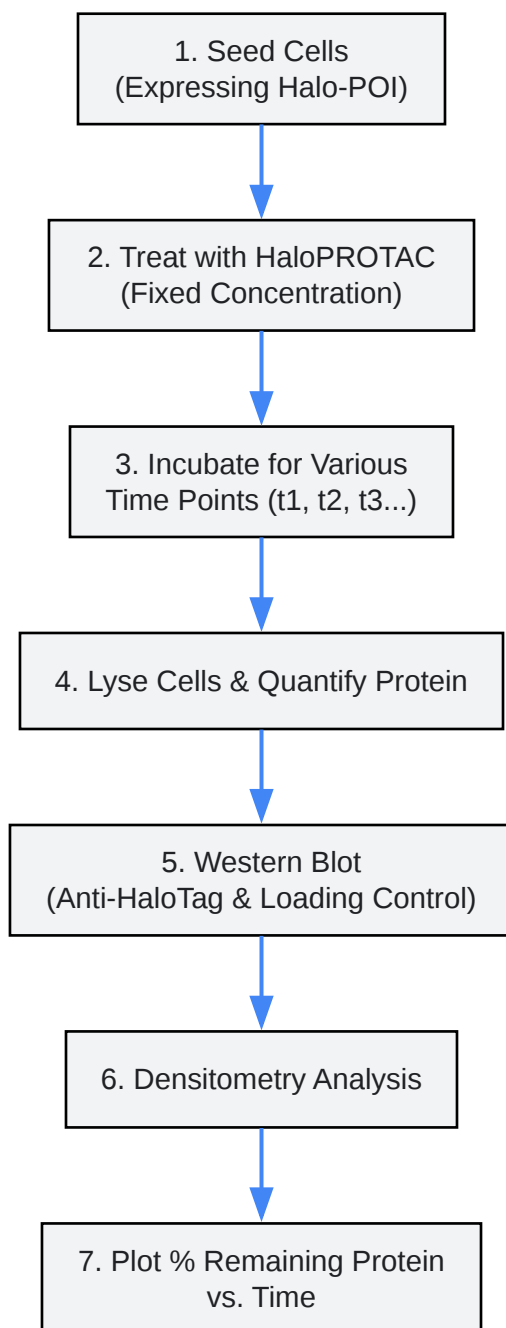 1. Seed Cells
(Expressing Halo-POI)
2. Treat with HaloPROTAC
(Fixed Concentration)
3. Incubate for Various
Time Points (t1, t2, t3...)
4. Lyse Cells & Quantify Protein
5. Western Blot
(Anti-HaloTag & Loading Control)
6. Densitometry Analysis
7. Plot % Remaining Protein
vs. Time